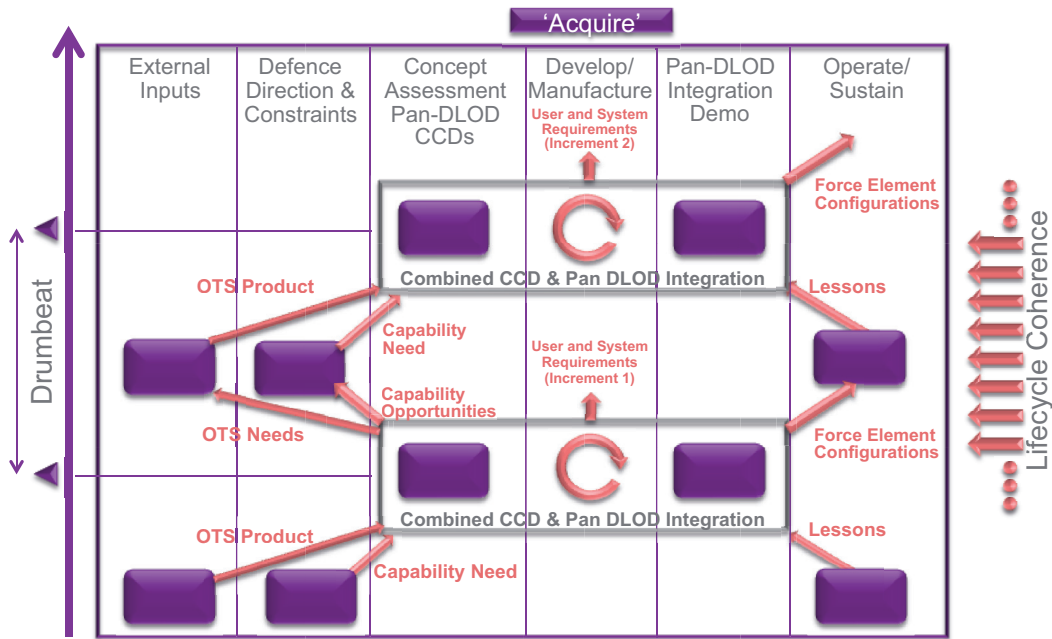 ‘Acquire’
External
Inputs
Defence
Direction &
Constraints
Concept
Assessment
Pan-DLOD
CCDs
Develop/
Manufacture
Pan-DLOD
Integration
Demo
Operate/
Sustain
User and System
Requirements
(Increment 2)
Force Element
Configurations
Combined CCD & Pan DLOD Integration
OTS Product
Lessons
Capability
Need
User and System
Requirements
(Increment 1)
Capability
Opportunities
OTS Needs
Force Element
Configurations
Combined CCD & Pan DLOD Integration
OTS Product
Lessons
Capability Need
Drumbeat
Lifecycle Coherence